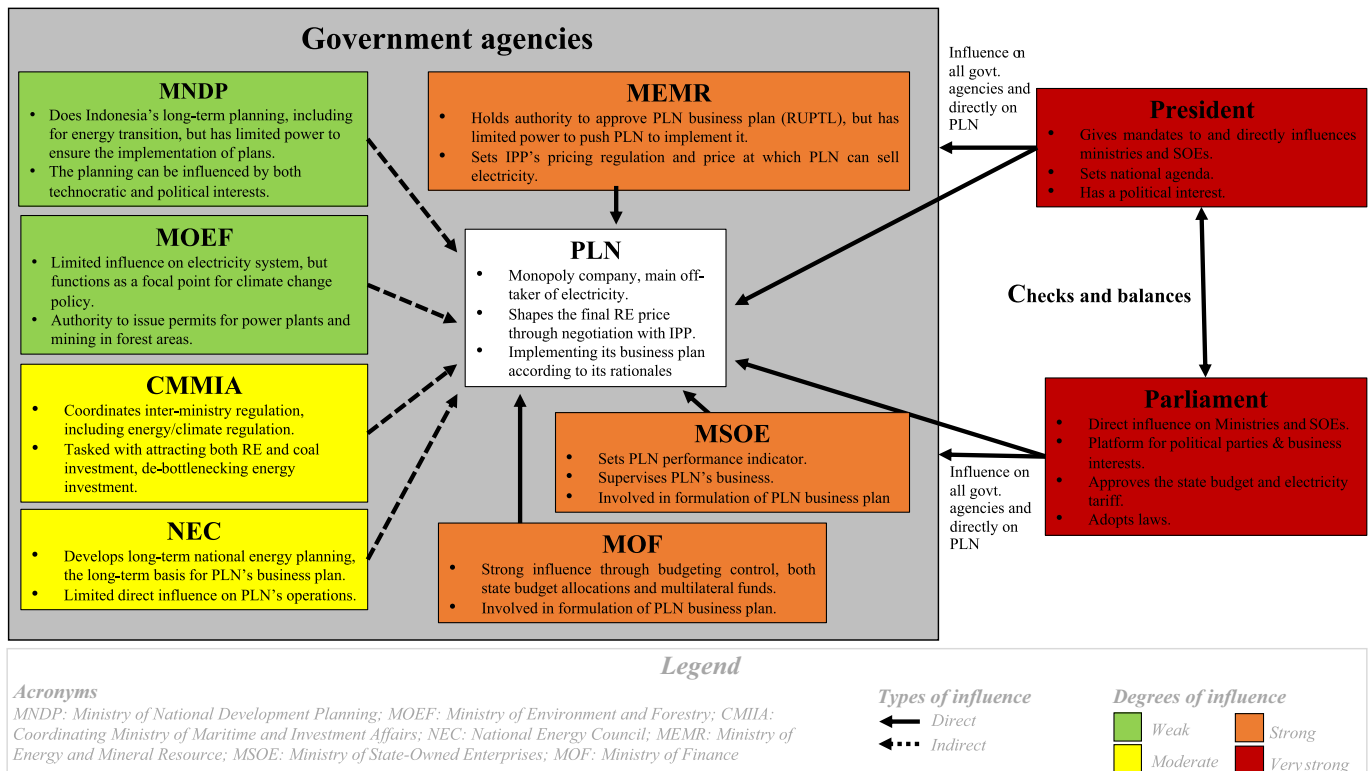 Government agencies
MNDP
• Does Indonesia's long-term planning, including
for energy transition, but has limited power to
ensure the implementation of plans.
• The planning can be influenced by both
technocratic and political interests.
MOEF
• Limited influence on electricity system, but
functions as a focal point for climate change
policy.
• Authority to issue permits for power plants and
mining in forest areas.
CMMIA
• Coordinates inter-ministry regulation,
including energy/climate regulation.
• Tasked with attracting both RE and coal
investment, de-bottlenecking energy
investment.
NEC
• Develops long-term national energy planning,
the long-term basis for PLN's business plan.
• Limited direct influence on PLN's operations.
MEMR
• Holds authority to approve PLN business plan (RUPTL), but has
limited power to push PLN to implement it.
• Sets IPP's pricing regulation and price at which PLN can sell
electricity.
PLN
• Monopoly company, main off-
taker of electricity.
• Shapes the final RE price
through negotiation with IPP.
• Implementing its business plan
according to its rationales
MSOE
• Sets PLN performance indicator.
• Supervises PLN's business.
• Involved in formulation of PLN business plan
MOF
• Strong influence through budgeting control, both
state budget allocations and multilateral funds.
• Involved in formulation of PLN business plan.
Influence on
all govt.
agencies and
directly on
PLN
President
• Gives mandates to and directly influences
ministries and SOEs.
• Sets national agenda.
• Has a political interest.
Checks and balances
Parliament
• Direct influence on Ministries and SOEs.
• Platform for political parties & business
interests.
• Approves the state budget and electricity
tariff.
• Adopts laws.
Influence on
all govt.
agencies and
directly on
PLN
Legend
Acronyms
MNDP: Ministry of National Development Planning; MOEF: Ministry of Environment and Forestry; CMIIA:
Coordinating Ministry of Maritime and Investment Affairs; NEC: National Energy Council; MEMR: Ministry of
Energy and Mineral Resource; MSOE: Ministry of State-Owned Enterprises; MOF: Ministry of Finance
Types of influence
Direct
Indirect
Degrees of influence
Weak
Strong
Moderate
Very strong